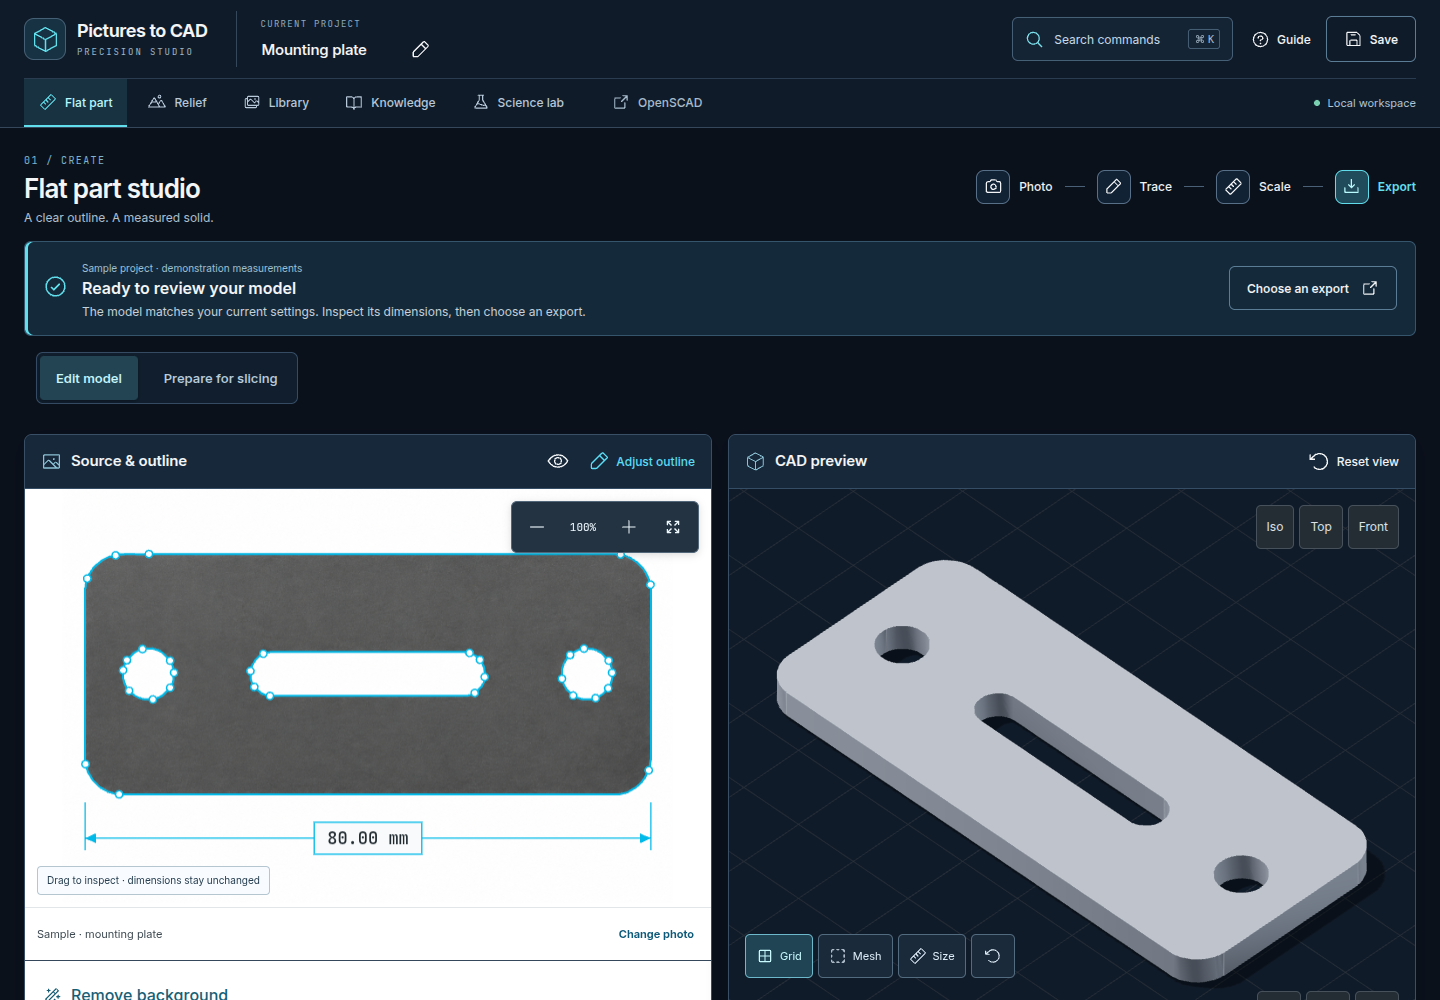 Pictures to CAD
PRECISION STUDIO
CURRENT PROJECT
Mounting plate
Search commands
⌘ K
Guide
Save
Flat part
Relief
Library
Knowledge
Science lab
OpenSCAD
Local workspace
01 / CREATE
Flat part studio
A clear outline. A measured solid.
Photo
Trace
Scale
Export
Sample project · demonstration measurements
Ready to review your model
The model matches your current settings. Inspect its dimensions, then choose an export.
Choose an export
Edit model
Prepare for slicing
Source & outline
Adjust outline
100%
80.00 mm
Drag to inspect · dimensions stay unchanged
Sample · mounting plate
Change photo
Remove background
CAD preview
Reset view
Iso
Top
Front
Grid
Mesh
Size